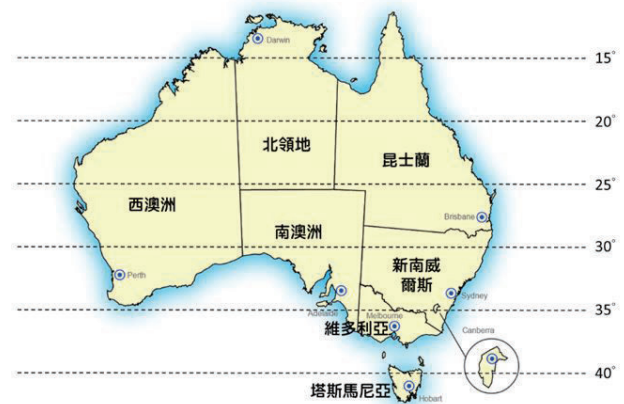 Darwin
15°
20°
北領地
昆士蘭
25°
西澳洲
Brisbane
南澳洲
30°
新南威
爾斯
Perth
Sydney
Adelaide
35°
Melbourne
維多利亞
Canberra
40°
塔斯馬尼亞
Hobart